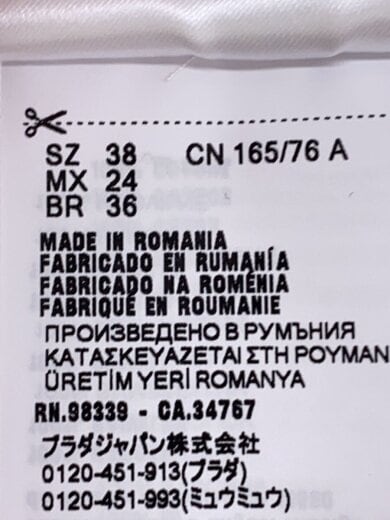 SZ 38 CN 165/76 A
MX 24
BR 36
MADE IN ROMANIA
FABRICADO EN RUMANÍA
FABRICADO NA ROMÉNIA
FABRIQUÉ EN ROUMANIE
ПРОИЗВЕДЕНО В РУМЪНИЯ
ΚΑΤΑΣΚΕΥΑΖΕΤΑΙ ΣΤΗ ΡΟΥΜΑΝ
ÜRETİM YERİ ROMANYA
RN.98339 - CA.34767
プラダジャパン株式会社
0120-451-913(プラダ)
0120-451-993(ミュウミュウ)